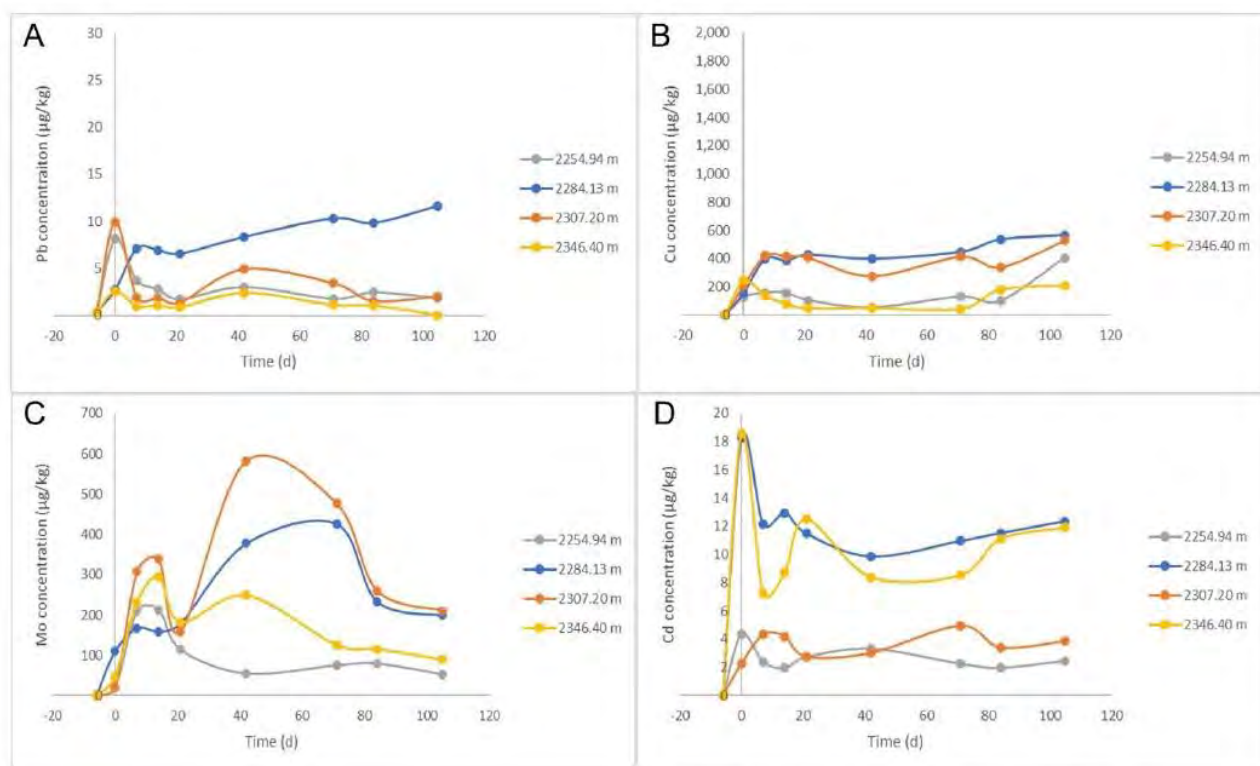 A
Pb concentraiton (µg/kg)
30
25
20
15
10
5
0
-20 0 20 40 60 80 100 120
Time (d)
2254.94 m
2284.13 m
2307.20 m
2346.40 m
B
Cu concentration (µg/kg)
2,000
1,800
1,600
1,400
1,200
1,000
800
600
400
200
0
-20 0 20 40 60 80 100 120
Time (d)
2254.94 m
2284.13 m
2307.20 m
2346.40 m
C
Mo concentration (µg/kg)
700
600
500
400
300
200
100
0
-20 0 20 40 60 80 100 120
Time (d)
2254.94 m
2284.13 m
2307.20 m
2346.40 m
D
Cd concentration (µg/kg)
20
18
16
14
12
10
8
6
4
2
0
-20 0 20 40 60 80 100 120
Time (d)
2254.94 m
2284.13 m
2307.20 m
2346.40 m